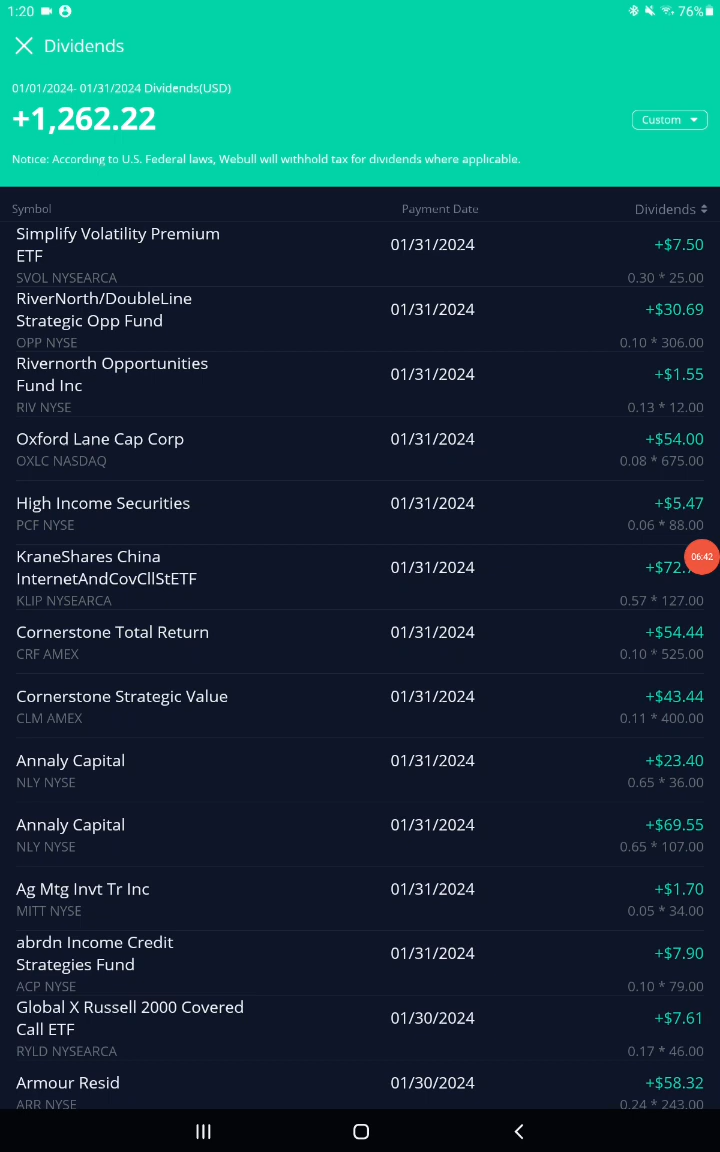 1:20
76%
Dividends
01/01/2024- 01/31/2024 Dividends(USD)
+1,262.22
Custom
Notice: According to U.S. Federal laws, Webull will withhold tax for dividends where applicable.
Symbol Payment Date Dividends
Simplify Volatility Premium
ETF
01/31/2024 +$7.50
SVOL NYSEARCA 0.30 * 25.00
RiverNorth/DoubleLine
Strategic Opp Fund
01/31/2024 +$30.69
OPP NYSE 0.10 * 306.00
Rivernorth Opportunities
Fund Inc
01/31/2024 +$1.55
RIV NYSE 0.13 * 12.00
Oxford Lane Cap Corp 01/31/2024 +$54.00
OXLC NASDAQ 0.08 * 675.00
High Income Securities 01/31/2024 +$5.47
PCF NYSE 0.06 * 88.00
KraneShares China
InternetAndCovCllStETF
01/31/2024 +$72.
06:42
KLIP NYSEARCA 0.57 * 127.00
Cornerstone Total Return 01/31/2024 +$54.44
CRF AMEX 0.10 * 525.00
Cornerstone Strategic Value 01/31/2024 +$43.44
CLM AMEX 0.11 * 400.00
Annaly Capital 01/31/2024 +$23.40
NLY NYSE 0.65 * 36.00
Annaly Capital 01/31/2024 +$69.55
NLY NYSE 0.65 * 107.00
Ag Mtg Invt Tr Inc 01/31/2024 +$1.70
MITT NYSE 0.05 * 34.00
abrdn Income Credit
Strategies Fund
01/31/2024 +$7.90
ACP NYSE 0.10 * 79.00
Global X Russell 2000 Covered
Call ETF
01/30/2024 +$7.61
RYLD NYSEARCA 0.17 * 46.00
Armour Resid 01/30/2024 +$58.32
ARR NYSE 0.24 * 243.00